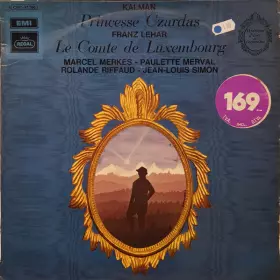 EMI
KALMAN
Princesse Czardas
FRANZ LEHAR
Le Comte de Luxembourg
MARCEL MERKES - PAULETTE MERVAL
ROLANDE RIFFAUD - JEAN-LOUIS SIMON
REGAL
169